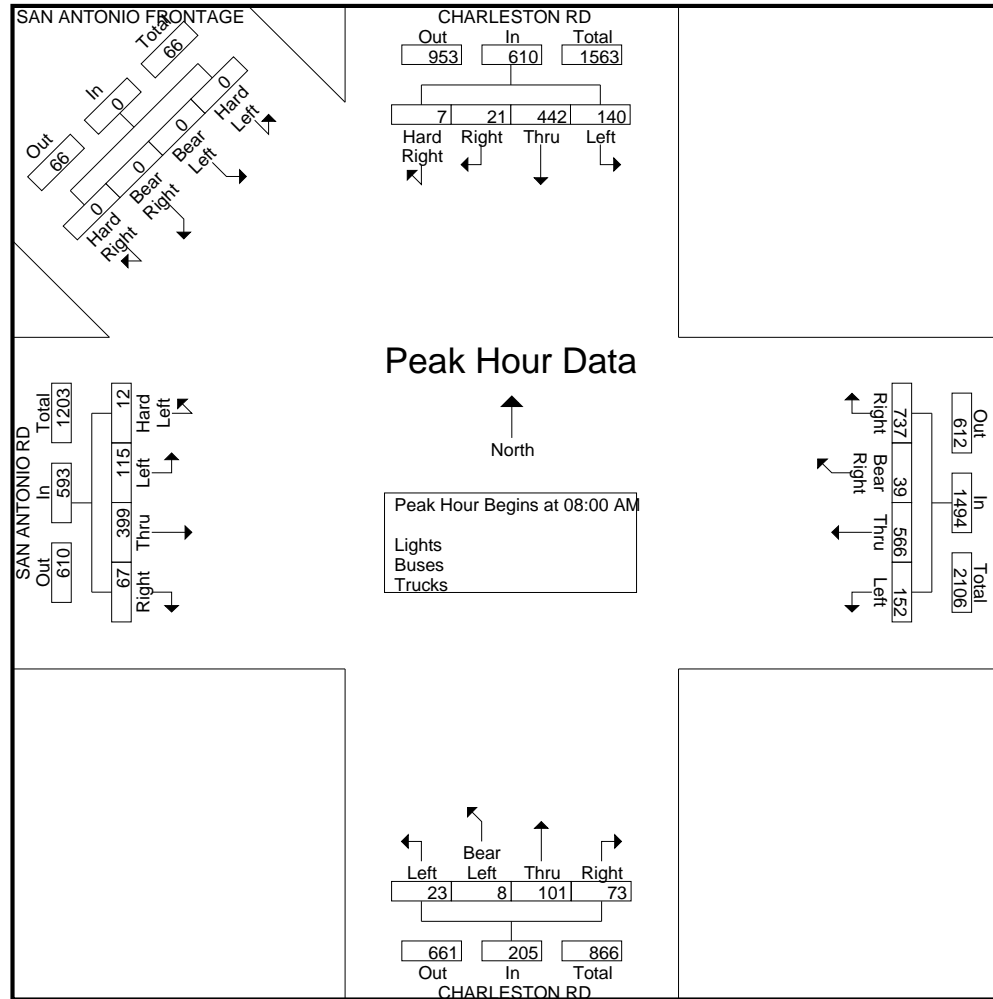 SAN ANTONIO FRONTAGE
Total
66
In
0
Out
66
0
0
0
0
Hard
Left
Bear
Left
Bear
Right
Hard
Right
CHARLESTON RD
Out In Total
953 610 1563
7 21 442 140
Hard
Right
Right Thru Left
Peak Hour Data
North
Peak Hour Begins at 08:00 AM
Lights
Buses
Trucks
SAN ANTONIO RD
Out In Total
610 593 1203
67 399 115 12
Right Thru Left Hard
Left
Out In Total
612 1494 2106
737 39 566 152
Right Bear
Right
Thru Left
Left Bear
Left
Thru Right
23 8 101 73
661 205 866
Out In Total
CHARLESTON RD